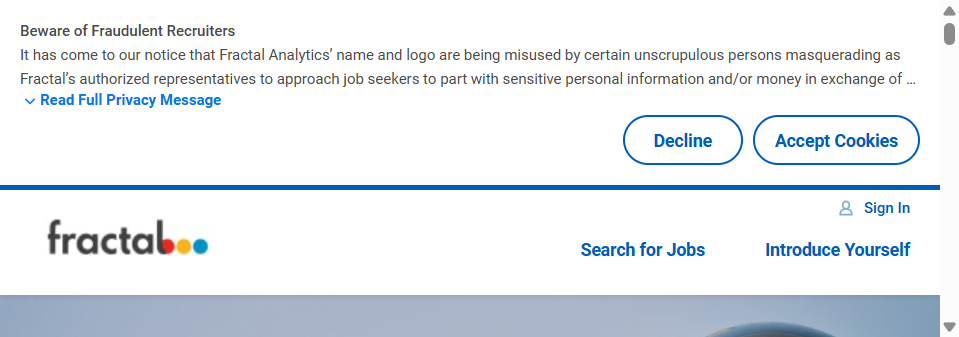 Beware of Fraudulent Recruiters
It has come to our notice that Fractal Analytics’ name and logo are being misused by certain unscrupulous persons masquerading as
Fractal’s authorized representatives to approach job seekers to part with sensitive personal information and/or money in exchange of ...
Read Full Privacy Message
Decline
Accept Cookies
Sign In
fractal
Search for Jobs
Introduce Yourself